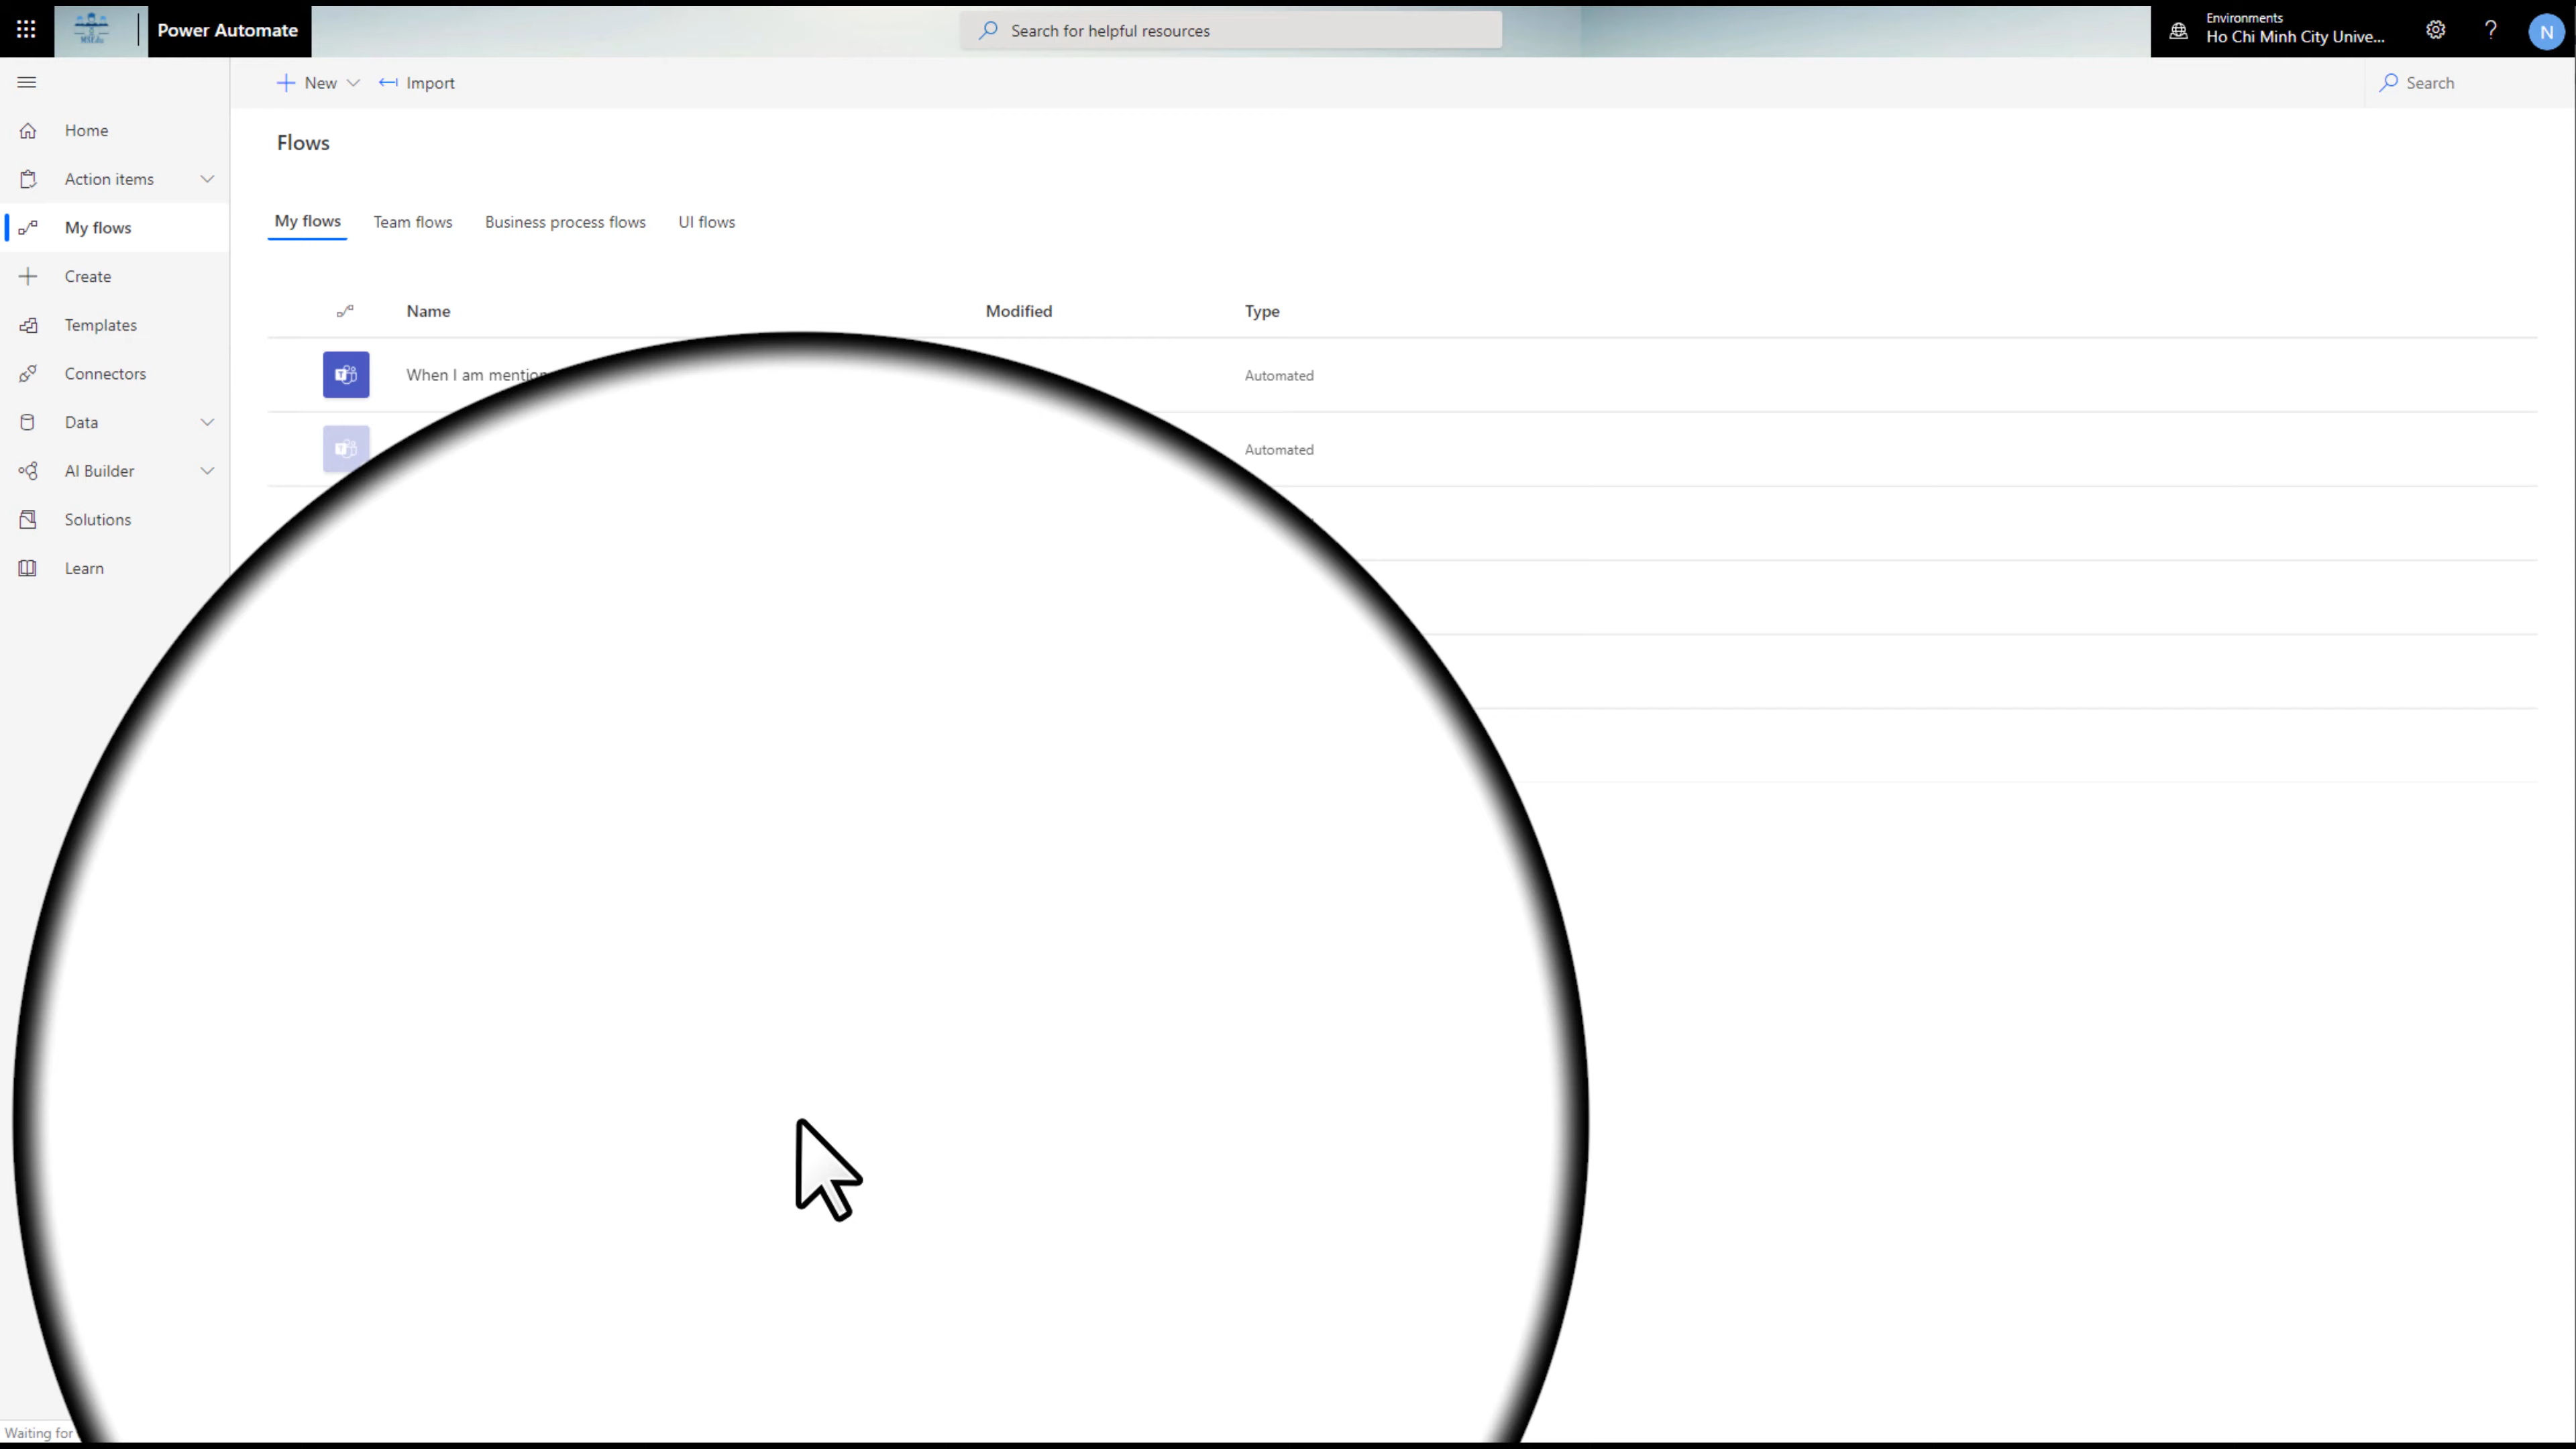 Power Automate
Search for helpful resources
Environments
Ho Chi Minh City Unive...
N
New
Import
Search
Home
Action items
My flows
Create
Templates
Connectors
Data
AI Builder
Solutions
Learn
Flows
My flows Team flows Business process flows UI flows
Name Modified Type
When I am Automated
Automated
Waiting for